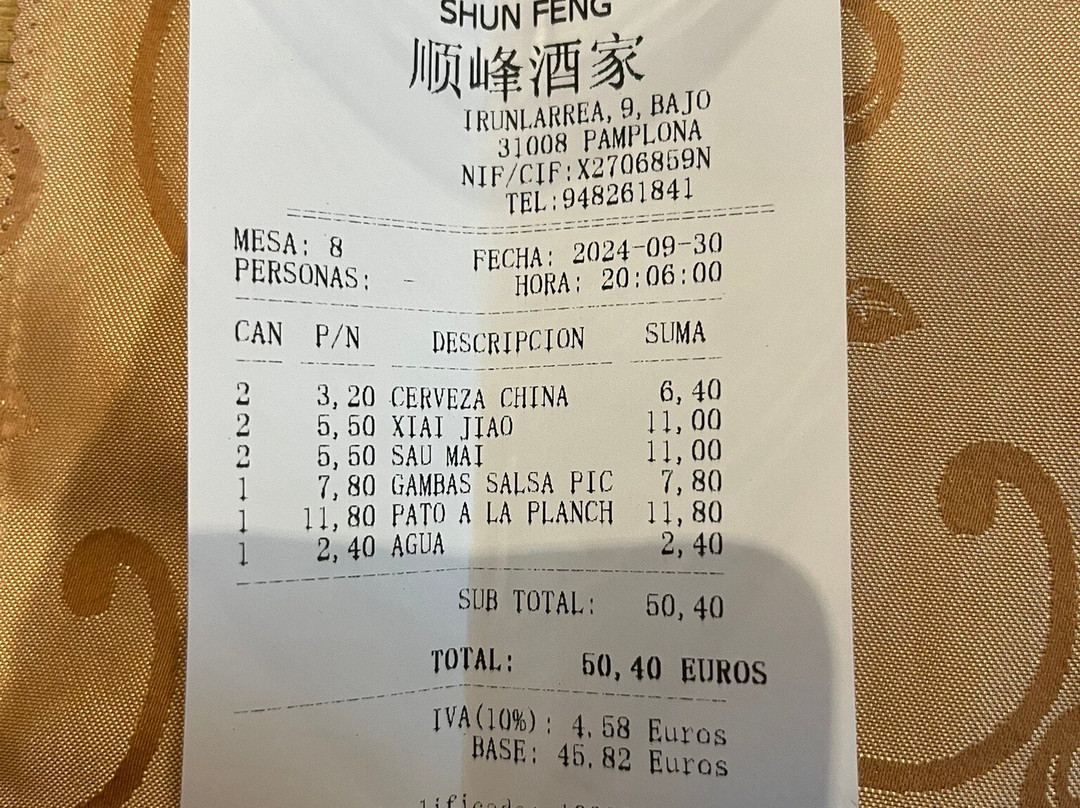 SHUN FENG
顺峰酒家
IRUNLARREA, 9, BAJO
31008 PAMPLONA
NIF/CIF:X2706859N
TEL:948261841
MESA: 8 FECHA: 2024-09-30
PERSONAS: - HORA: 20:06:00
CAN P/N DESCRIPCION SUMA
2 3,20 CERVEZA CHINA 6,40
2 5,50 XIAI JIAO 11,00
2 5,50 SAU MAI 11,00
1 7,80 GAMBAS SALSA PIC 7,80
1 11,80 PATO A LA PLANCH 11,80
1 2,40 AGUA 2,40
SUB TOTAL: 50,40
TOTAL: 50,40 EUROS
IVA(10%): 4.58 Euros
BASE: 45.82 Euros